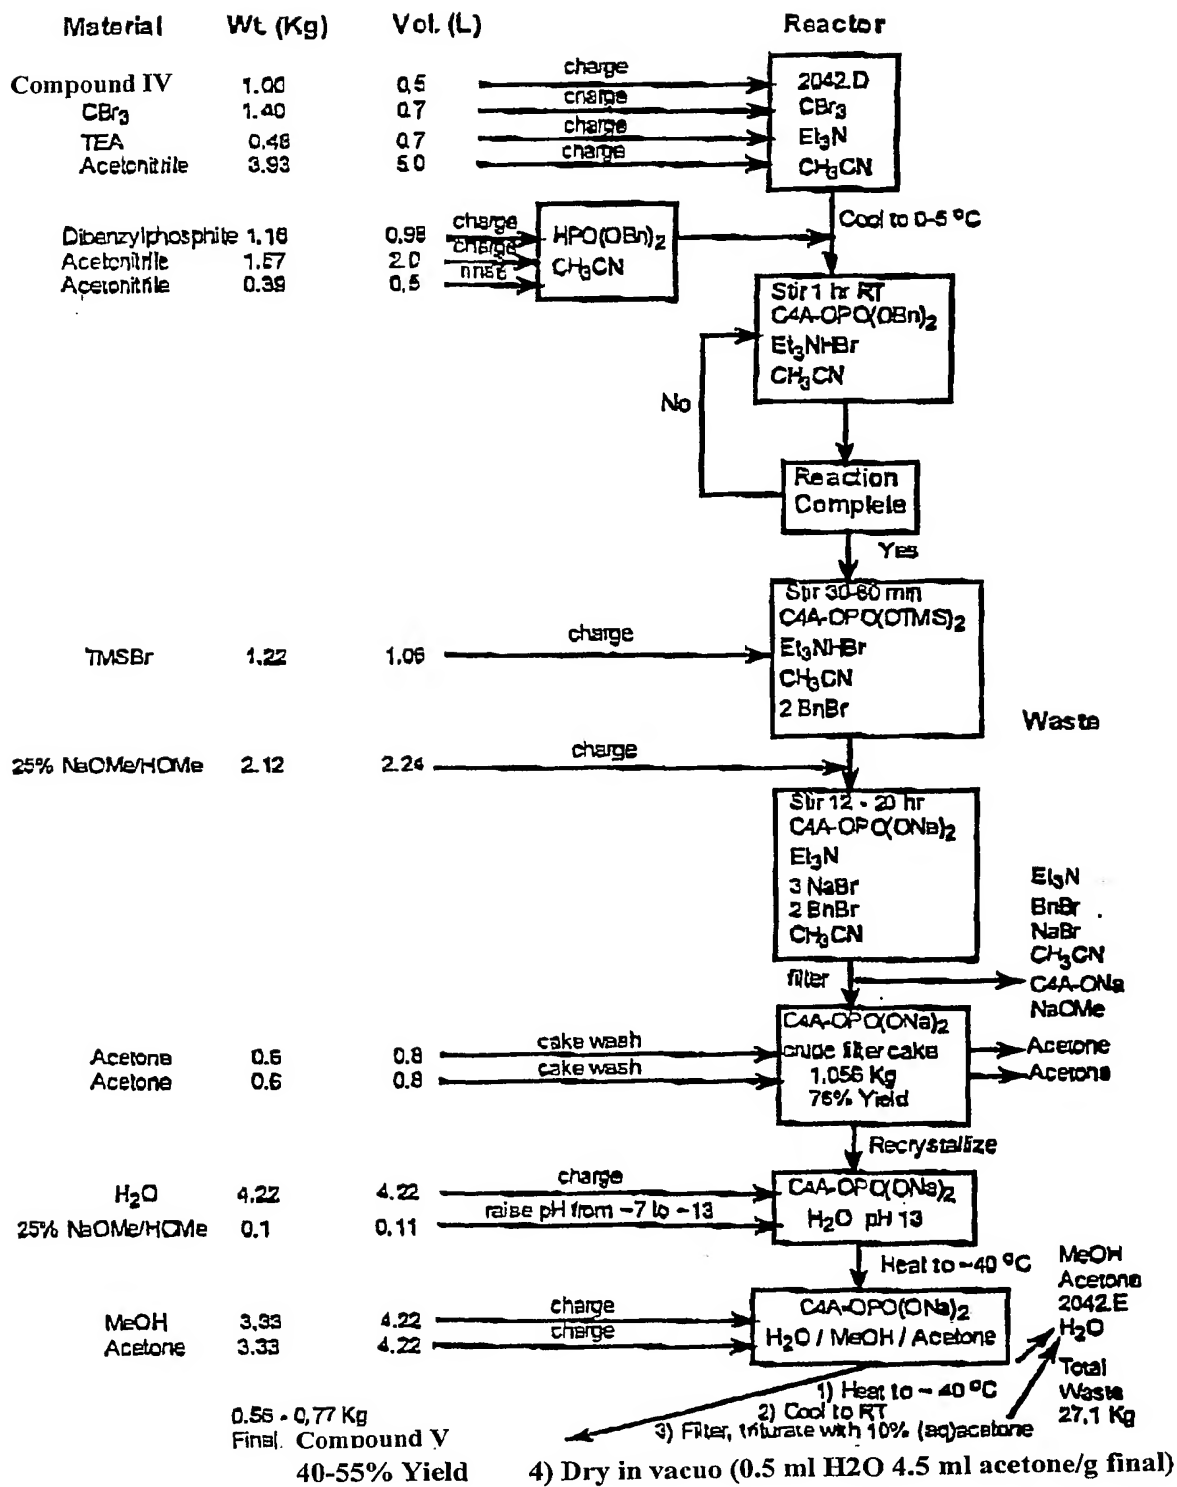 Material Wt. (Kg) Vol. (L) Reactor
Compound IV 1.00 0,5 charge 2042.D
CBr3 1.40 0.7 charge CBr3
TEA 0.48 0.7 charge Et3N
Acetonitrile 3.93 5.0 charge CH3CN
Cool to 0-5 °C
Dibenzylphosphite 1.16 0.98 charge HPO(OBn)2
Acetonitrile 1.57 2.0 charge CH3CN
Acetonitrile 0.39 0,5 rinse
Stir 1 hr RT
C4A-OPO(OBn)2
Et3NHBr
CH3CN
No
Reaction
Complete
Yes
Stir 30-60 min
C4A-OPO(OTMS)2
TMSBr 1.22 1.06 charge Et3NHBr
CH3CN
2 BnBr
Waste
25% NaOMe/HOMe 2.12 2.24 charge
Stir 12 - 20 hr
C4A-OPO(ONa)2
Et3N
3 NaBr
2 BnBr
CH3CN
filter
Et3N
BnBr
NaBr
CH3CN
C4A-ONa
NaOMe
C4A-OPO(ONa)2
Acetone 0.6 0.8 cake wash crude filter cake Acetone
Acetone 0.6 0.8 cake wash 1.056 Kg Acetone
76% Yield
Recrystallize
H2O 4.22 4.22 charge C4A-OPO(ONa)2
25% NaOMe/HOMe 0.1 0.11 raise pH from ~7 to ~13 H2O pH 13
Heat to ~40 °C
MeOH
Acetone
2042.E
H2O
Total
Waste
27.1 Kg
MeOH 3.33 4.22 charge C4A-OPO(ONa)2
Acetone 3.33 4.22 charge H2O / MeOH / Acetone
1) Heat to ~ 40 °C
2) Cool to RT
3) Filter, triturate with 10% (aq)acetone
0.56 - 0,77 Kg
Final. Compound V
40-55% Yield 4) Dry in vacuo (0.5 ml H2O 4.5 ml acetone/g final)